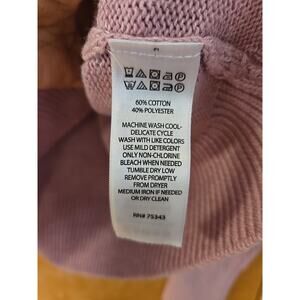 60% COTTON
40% POLYESTER
MACHINE WASH COOL-
DELICATE CYCLE
WASH WITH LIKE COLORS
USE MILD DETERGENT
ONLY NON-CHLORINE
BLEACH WHEN NEEDED
TUMBLE DRY LOW
REMOVE PROMPTLY
FROM DRYER
MEDIUM IRON IF NEEDED
OR DRY CLEAN
RN# 75343